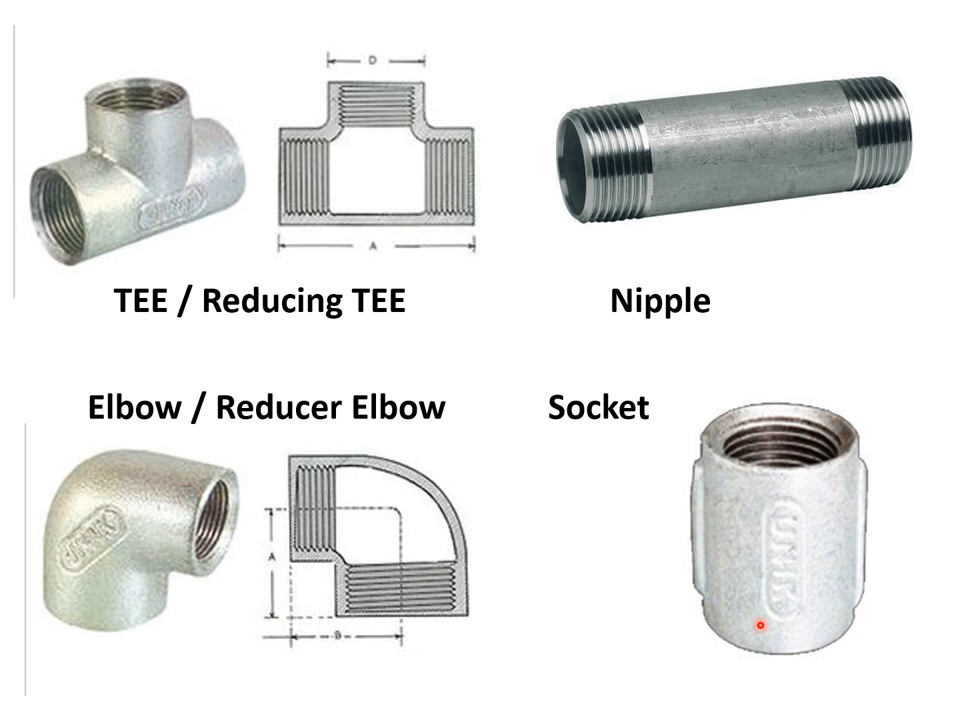 D
A
TEE / Reducing TEE
Nipple
Elbow / Reducer Elbow
Socket
A
B